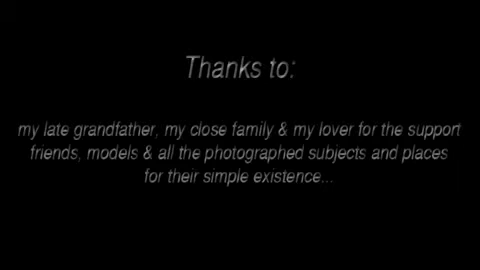 Thanks to:
my late grandfather, my close family & my lover for the support
friends, models & all the photographed subjects and places
for their simple existence...